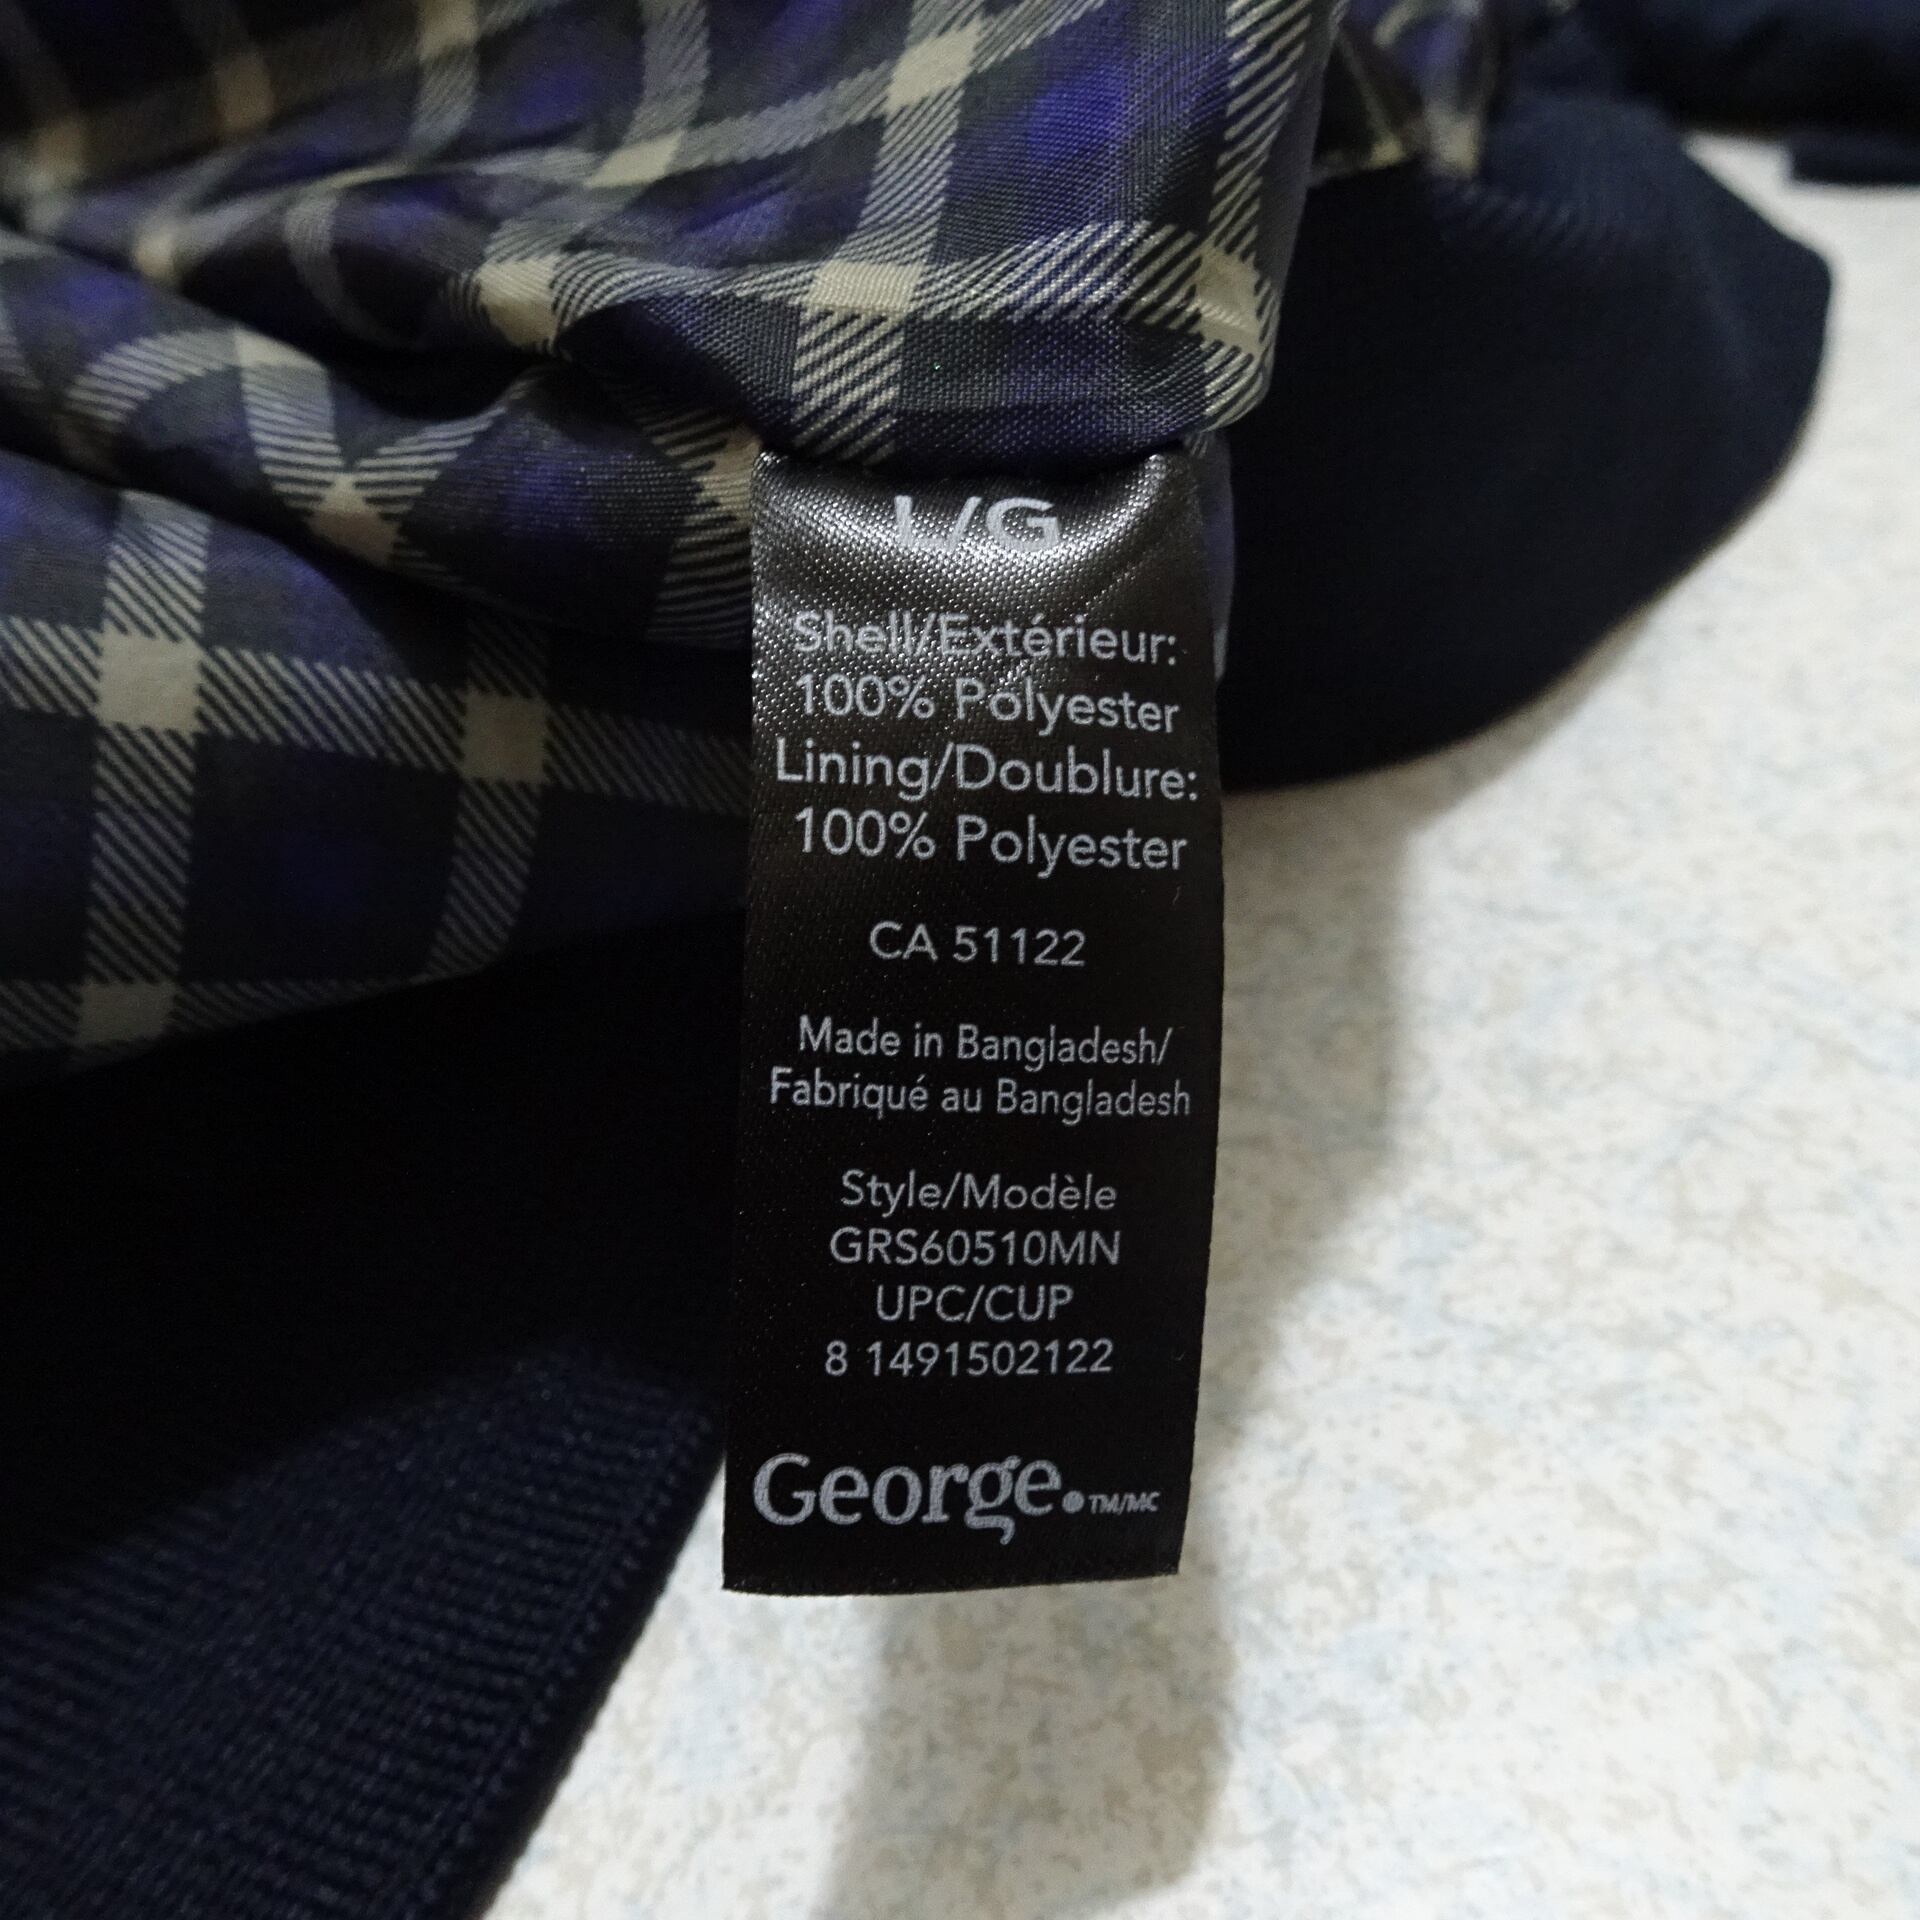 L/G
Shell/Extérieur:
100% Polyester
Lining/Doublure:
100% Polyester
CA 51122
Made in Bangladesh/
Fabriqué au Bangladesh
Style/Modèle
GRS60510MN
UPC/CUP
8 1491502122
George.TM/MC